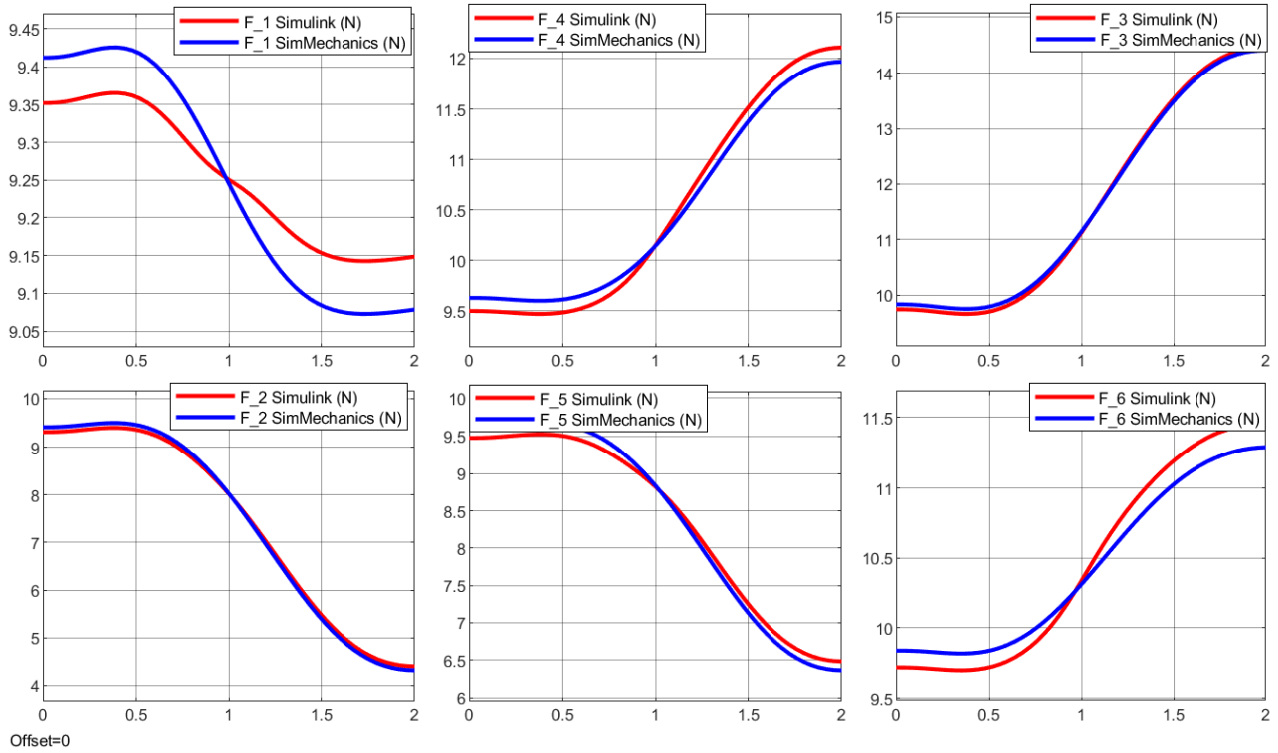 F_1 Simulink (N)
F_1 SimMechanics (N)
9.45
9.4
9.35
9.3
9.25
9.2
9.15
9.1
9.05
0 0.5 1 1.5 2
F_4 Simulink (N)
F_4 SimMechanics (N)
12
11.5
11
10.5
10
9.5
0 0.5 1 1.5 2
F_3 Simulink (N)
F_3 SimMechanics (N)
15
14
13
12
11
10
0 0.5 1 1.5 2
F_2 Simulink (N)
F_2 SimMechanics (N)
10
9
8
7
6
5
4
0 0.5 1 1.5 2
F_5 Simulink (N)
F_5 SimMechanics (N)
10
9.5
9
8.5
8
7.5
7
6.5
6
0 0.5 1 1.5 2
F_6 Simulink (N)
F_6 SimMechanics (N)
11.5
11
10.5
10
9.5
0 0.5 1 1.5 2
Offset=0